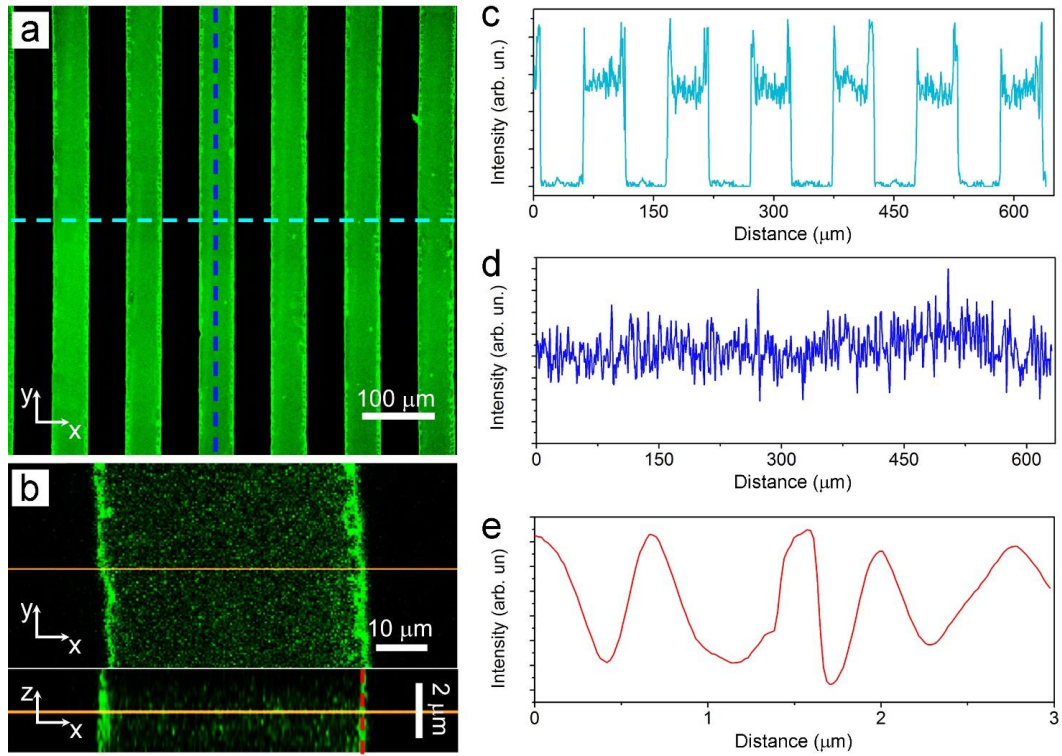 a
y
x
100 μm
b
y
x
10 μm
z
x
2 μm
c
Intensity (arb. un.)
0 150 300 450 600
Distance (μm)
d
Intensity (arb. un.)
0 150 300 450 600
Distance (μm)
e
Intensity (arb. un)
0 1 2 3
Distance (μm)